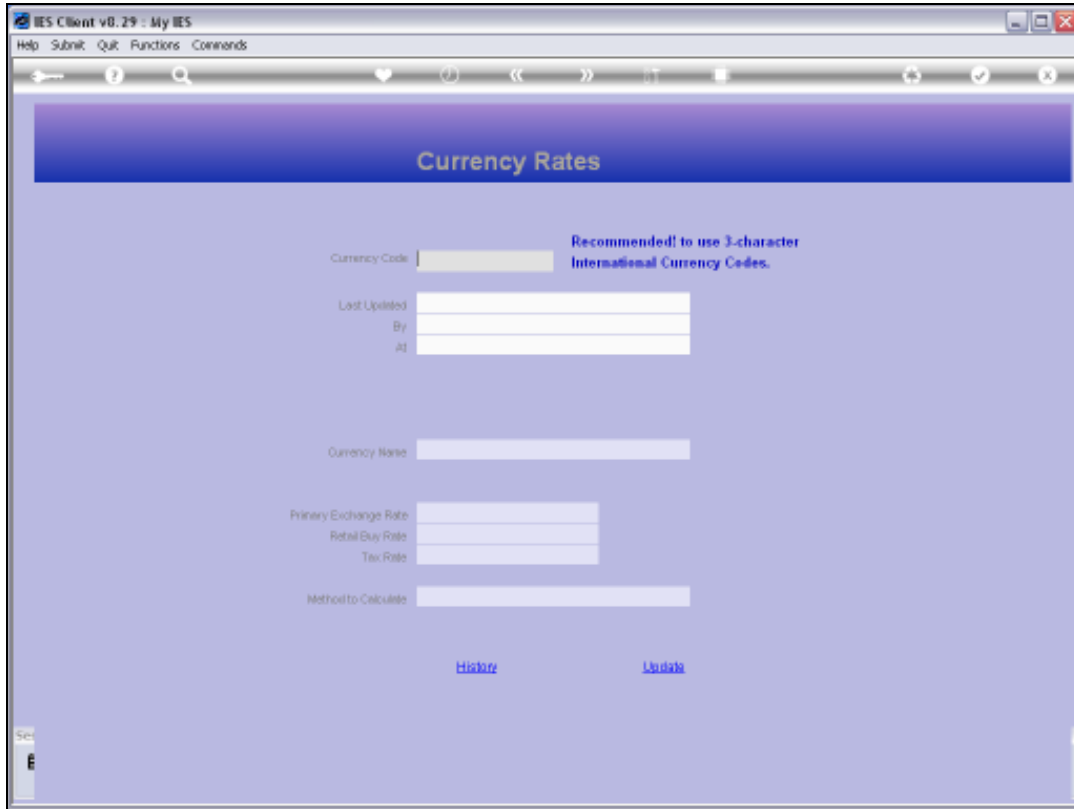 IES Client v8.29 : My IES
Help Submit Quit Functions Commands
Currency Rates
Currency Code
Recommended! to use 3-character
International Currency Codes.
Last Updated
By
At
Currency Name
Primary Exchange Rate
Retail Buy Rate
Tax Rate
Method to Calculate
History Update